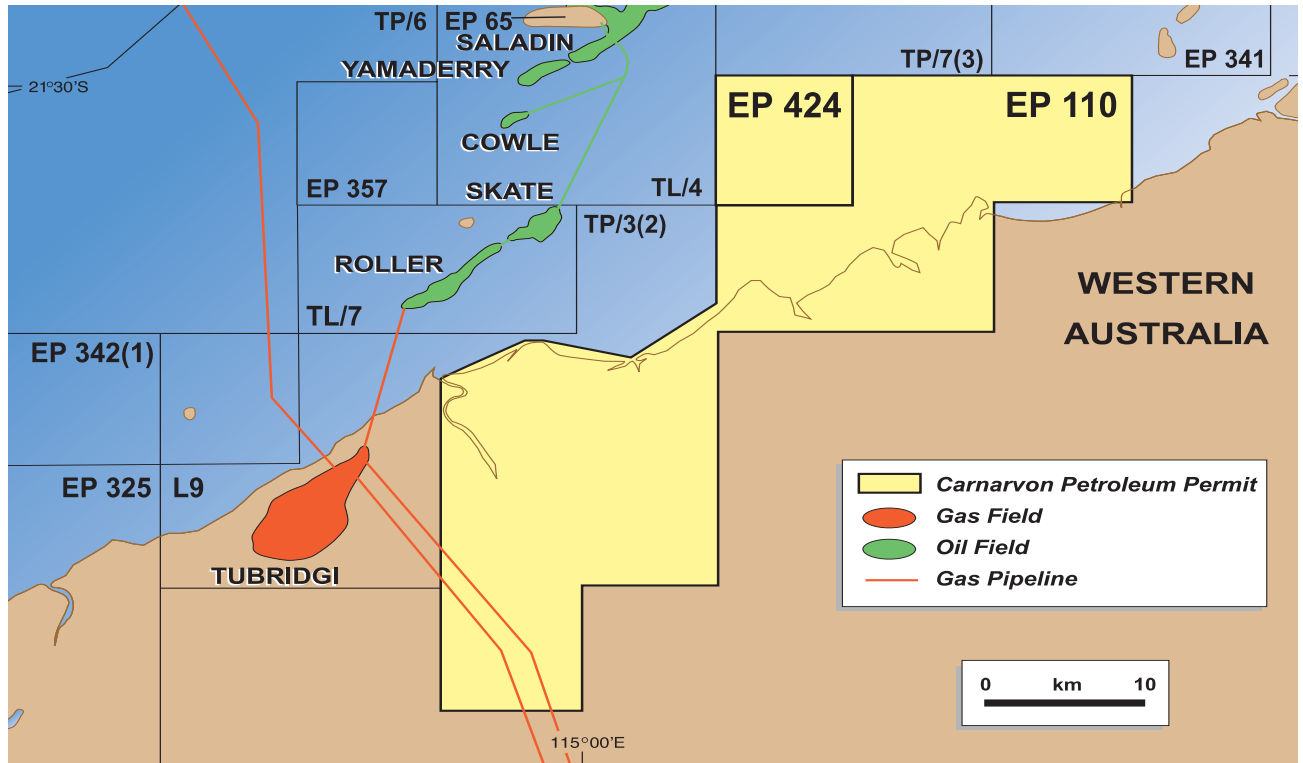 TP/6
EP 65
SALADIN
YAMADERRY
TP/7(3)
EP 341
21°30'S
EP 424
EP 110
COWLE
EP 357
SKATE
TL/4
TP/3(2)
ROLLER
WESTERN
AUSTRALIA
TL/7
EP 342(1)
EP 325
L9
TUBRIDGI
Carnarvon Petroleum Permit
Gas Field
Oil Field
Gas Pipeline
0 km 10
115°00'E